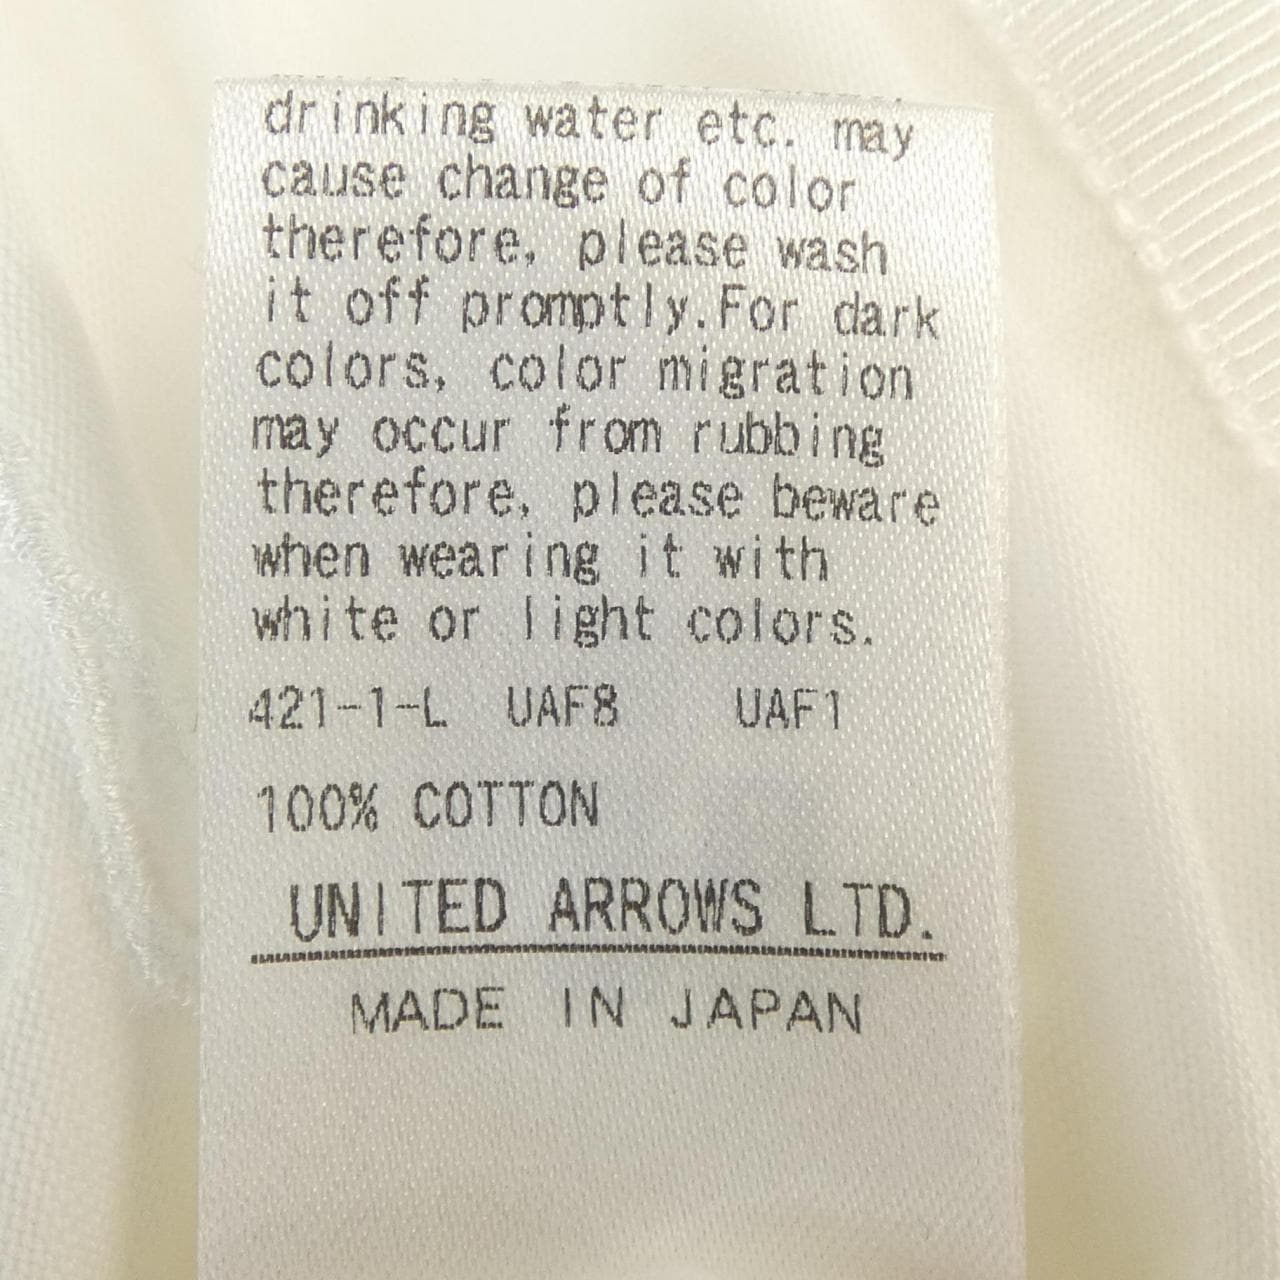 drinking water etc. may
cause change of color
therefore, please wash
it off promptly.For dark
colors, color migration
may occur from rubbing
therefore, please beware
when wearing it with
white or light colors.
421-1-L UAF8 UAF1
100% COTTON
UNITED ARROWS LTD.
MADE IN JAPAN